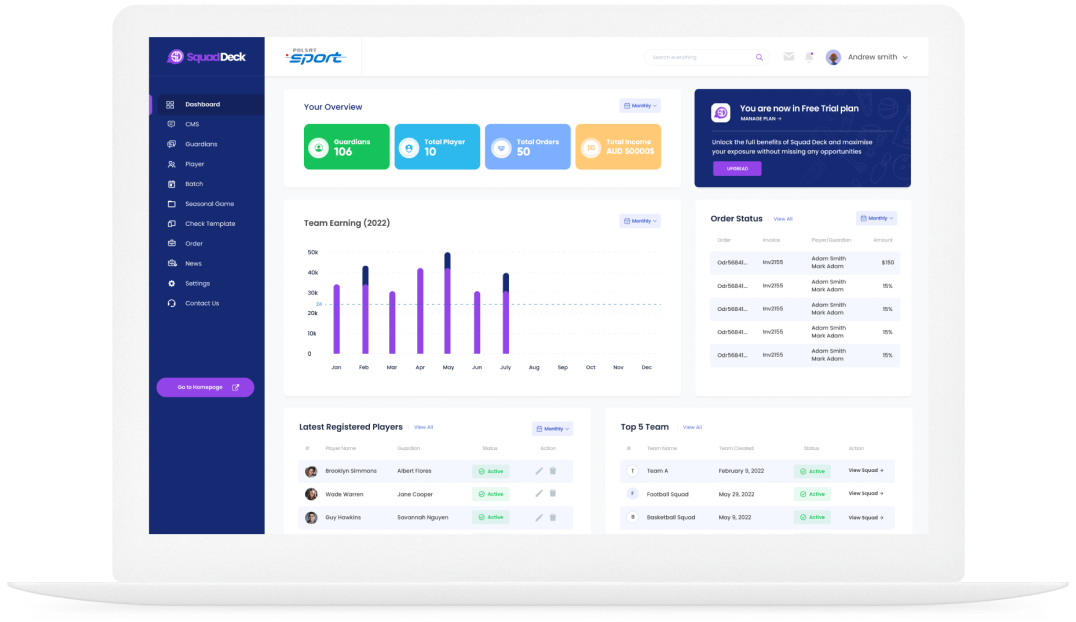 SquadDeck
PBLSRT
sport
Search everything
Andrew smith
Dashboard
CMS
Guardians
Player
Batch
Seasonal Game
Check Template
Order
News
Settings
Contact Us
Go to Homepage
Your Overview
Monthly
Guardians
106
Total Player
10
Total Orders
50
Total Income
AUD 50000$
You are now in Free Trial plan
MANAGE PLAN →
Unlock the full benefits of Squad Deck and maximise
your exposure without missing any opportunities
UPGREAD
Team Earning (2022)
Monthly
50k
40k
30k
24
20k
10k
0
Jan Feb Mar Apr May Jun July Aug Sep Oct Nov Dec
Order Status View All
Monthly
Order Invoice Player/Guardian Amount
Odr56841... Inv2155 Adam Smith
Mark Adam $150
Odr56841... Inv2155 Adam Smith
Mark Adam 15%
Odr56841... Inv2155 Adam Smith
Mark Adam 15%
Odr56841... Inv2155 Adam Smith
Mark Adam 15%
Odr56841... Inv2155 Adam Smith
Mark Adam 15%
Latest Registered Players View All
Monthly
# Player Name Guardian Status Action
Brooklyn Simmons Albert Flores Active
Wade Warren Jane Cooper Active
Guy Hawkins Savannah Nguyen Active
Top 5 Team View All
# Team Name Team Created Status Action
T Team A February 9, 2022 Active View Squad →
F Football Squad May 29, 2022 Active View Squad →
B Basketball Squad May 9, 2022 Active View Squad →